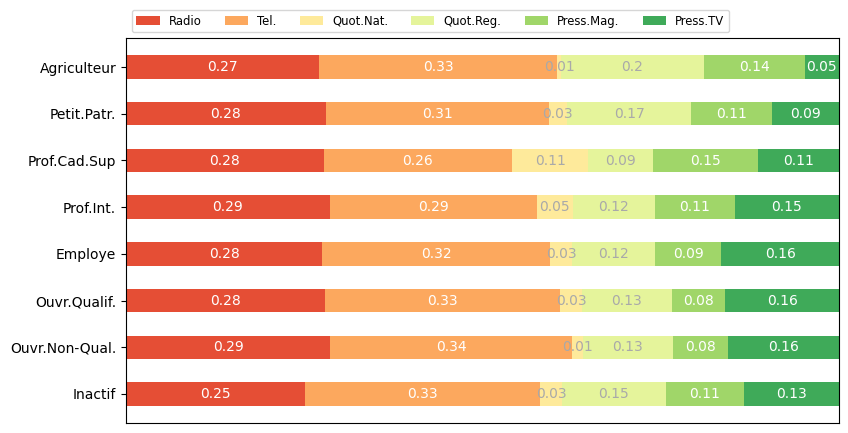 Radio Tel. Quot.Nat. Quot.Reg. Press.Mag. Press.TV
Agriculteur 0.27 0.33 0.01 0.2 0.14 0.05
Petit.Patr. 0.28 0.31 0.03 0.17 0.11 0.09
Prof.Cad.Sup 0.28 0.26 0.11 0.09 0.15 0.11
Prof.Int. 0.29 0.29 0.05 0.12 0.11 0.15
Employe 0.28 0.32 0.03 0.12 0.09 0.16
Ouvr.Qualif. 0.28 0.33 0.03 0.13 0.08 0.16
Ouvr.Non-Qual. 0.29 0.34 0.01 0.13 0.08 0.16
Inactif 0.25 0.33 0.03 0.15 0.11 0.13